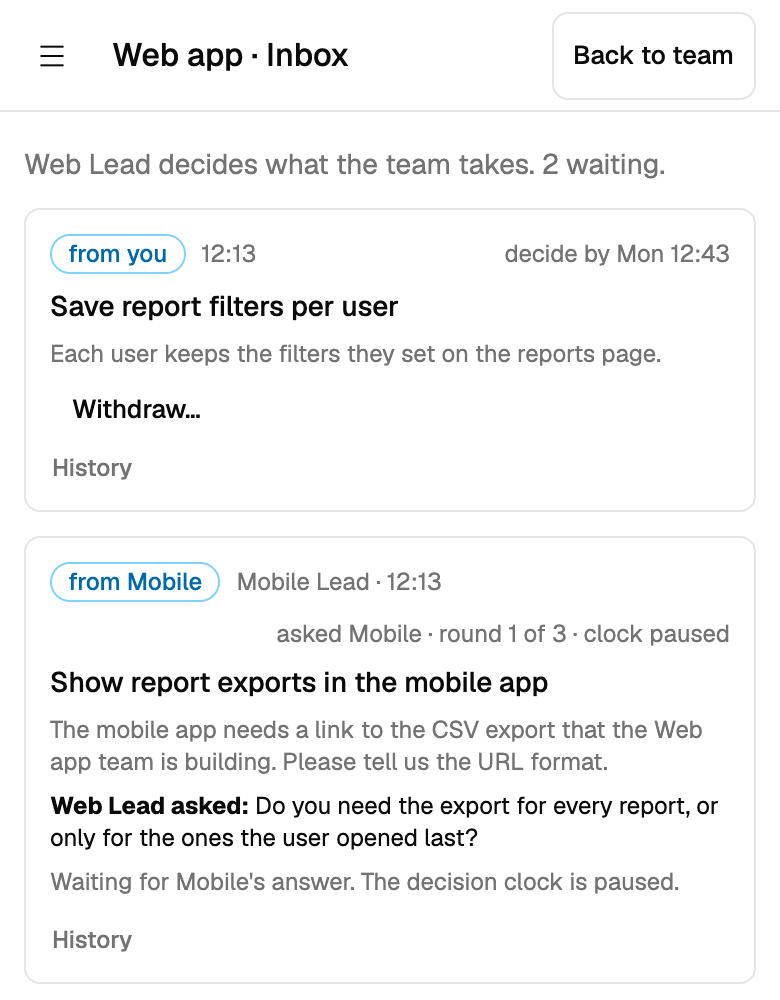 Web app · Inbox
Back to team
Web Lead decides what the team takes. 2 waiting.
from you 12:13 decide by Mon 12:43
Save report filters per user
Each user keeps the filters they set on the reports page.
Withdraw...
History
from Mobile Mobile Lead · 12:13
asked Mobile · round 1 of 3 · clock paused
Show report exports in the mobile app
The mobile app needs a link to the CSV export that the Web
app team is building. Please tell us the URL format.
Web Lead asked: Do you need the export for every report, or
only for the ones the user opened last?
Waiting for Mobile's answer. The decision clock is paused.
History